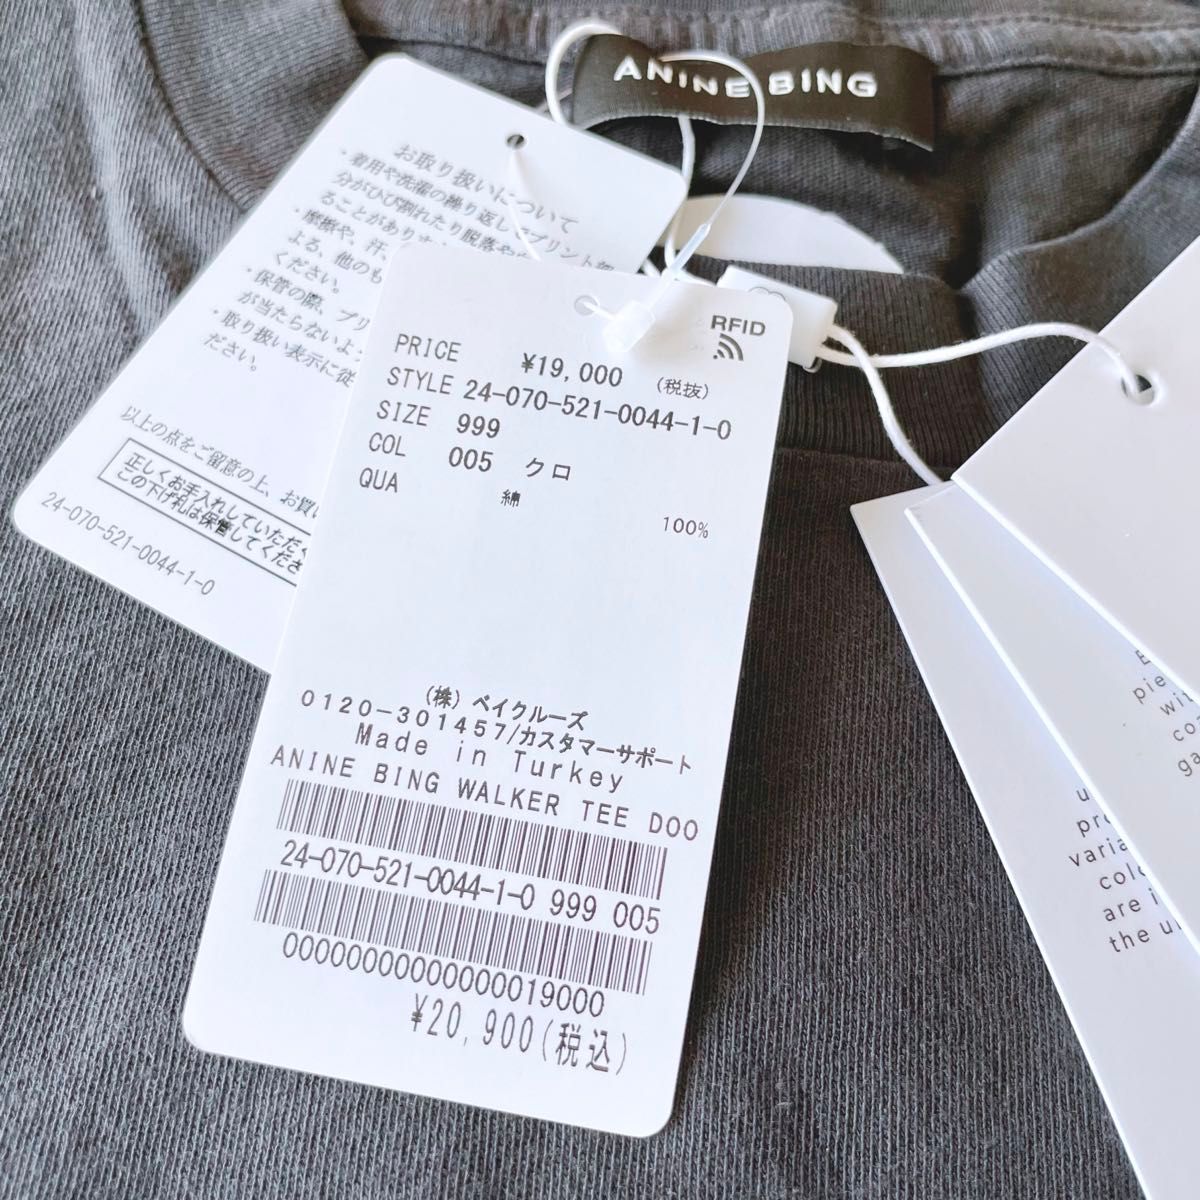 ANINE BING
お取り扱いについて
・着用や洗濯の繰り返しでプリント部
分がひび割れたり脱落や
ることがありま
・摩擦や、汗、
よる、他のも
ください。
・保管の際、プリ
が当たらないよ
・取り扱い表示に従
ださい。
以上の点をご留意の上、お買い
正しくお手入れしていただく
この下げ札は保管してくださ
24-070-521-0044-1-0
RFID
PRICE ¥19,000 (税抜)
STYLE 24-070-521-0044-1-0
SIZE 999
COL 005 クロ
QUA 綿 100%
(株) ベイクルーズ
0120-301457/カスタマーサポート
Made in Turkey
ANINE BING WALKER TEE DOO
24-070-521-0044-1-0 999 005
0000000000000000019000
¥20,900(税込)
pie
wit
co
ga
u
pr
varia
colo
are i
the u